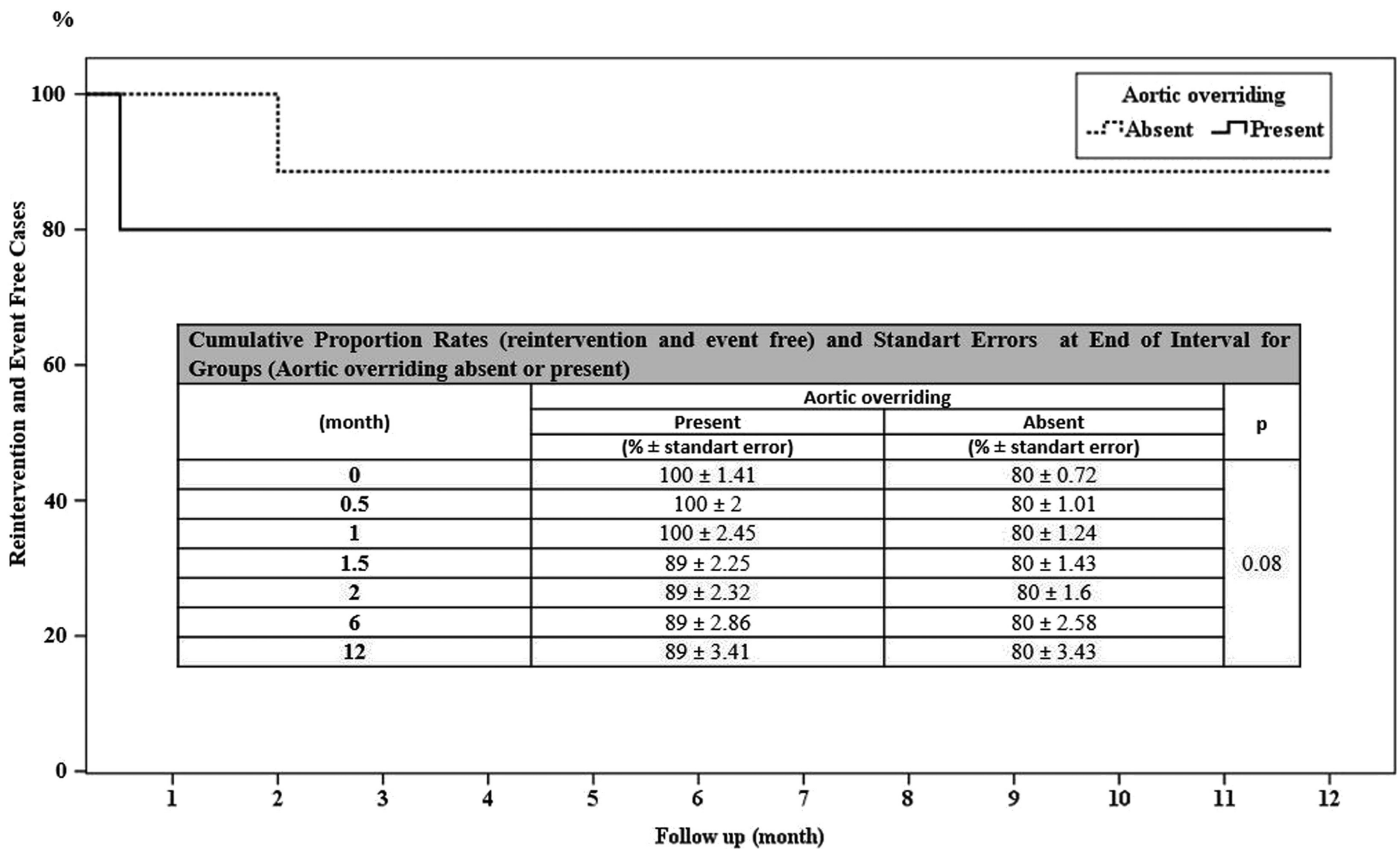 %
Aortic overriding
Absent Present
100
80
60
40
20
0
Reintervention and Event Free Cases
Cumulative Proportion Rates (reintervention and event free) and Standart Errors at End of Interval for
Groups (Aortic overriding absent or present)
(month) Aortic overriding p
Present Absent
(% ± standart error) (% ± standart error)
0 100 ± 1.41 80 ± 0.72
0.5 100 ± 2 80 ± 1.01
1 100 ± 2.45 80 ± 1.24
1.5 89 ± 2.25 80 ± 1.43 0.08
2 89 ± 2.32 80 ± 1.6
6 89 ± 2.86 80 ± 2.58
12 89 ± 3.41 80 ± 3.43
1 2 3 4 5 6 7 8 9 10 11 12
Follow up (month)